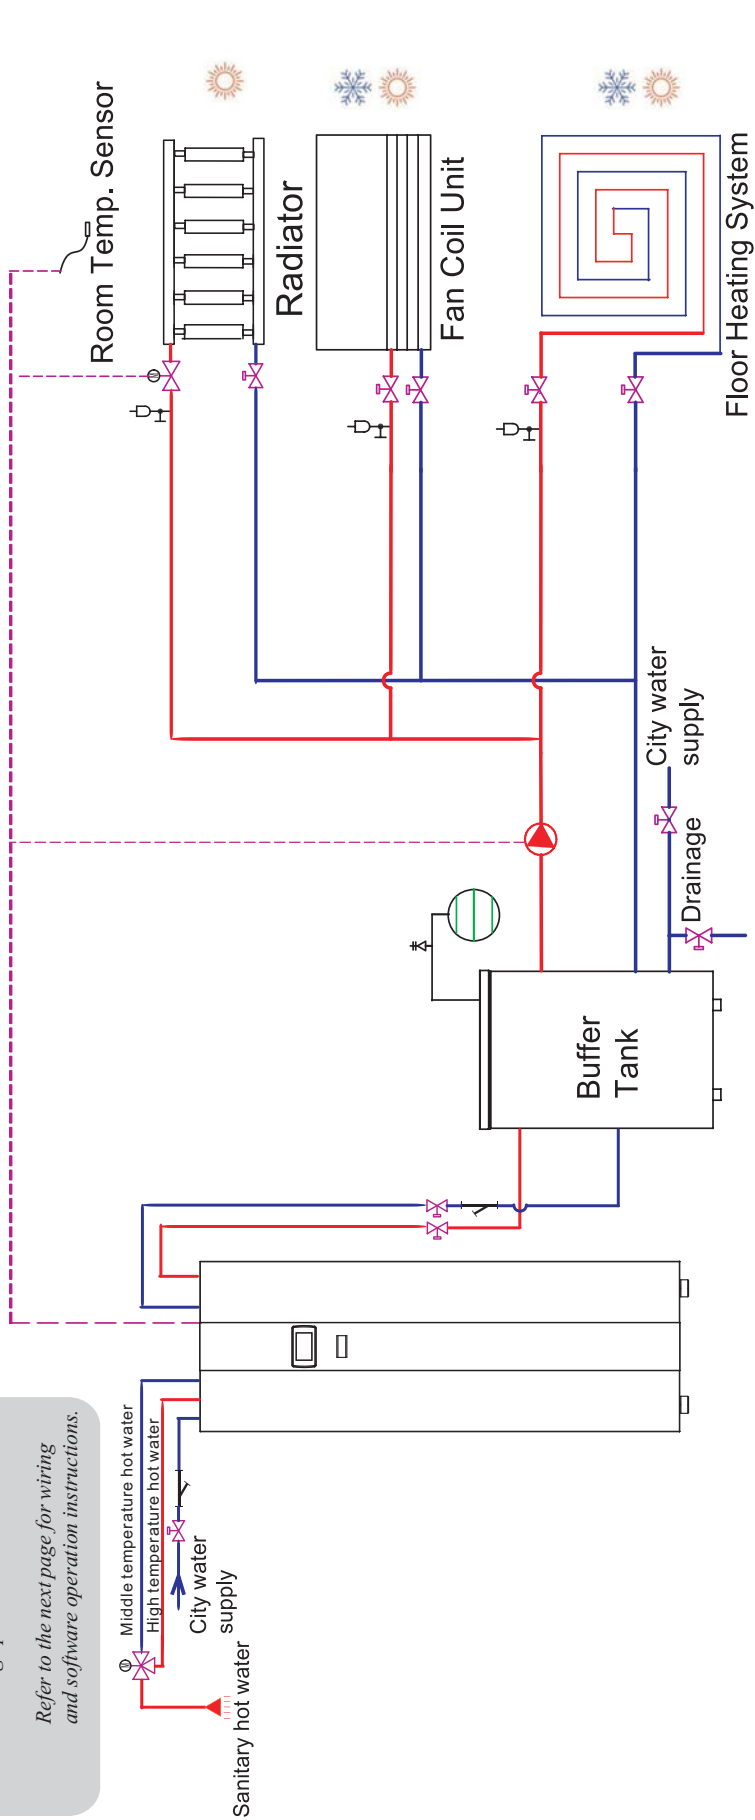 Refer to the next page for wiring
and software operation instructions.
Middle temperature hot water
High temperature hot water
City water
supply
Sanitary hot water
Buffer
Tank
Drainage
City water
supply
Room Temp. Sensor
Radiator
Fan Coil Unit
Floor Heating System